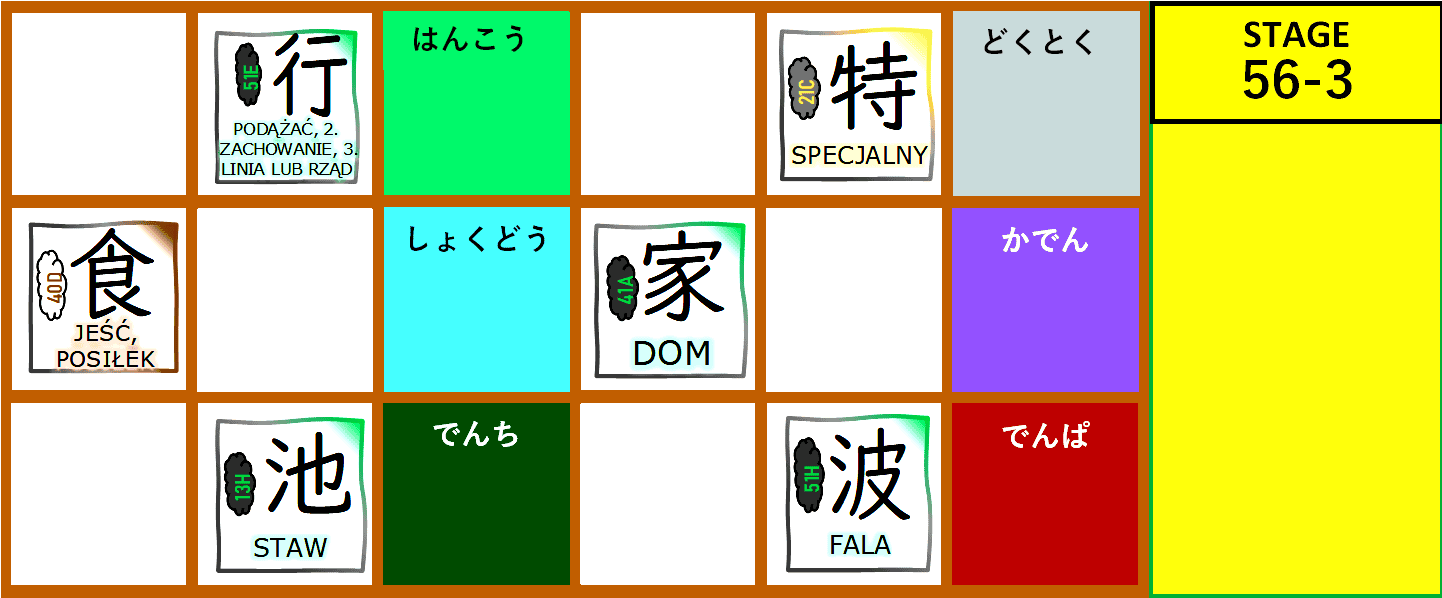 51E
行
PODĄŻAĆ, 2.
ZACHOWANIE, 3.
LINIA LUB RZĄD
はんこう
21C
特
SPECJALNY
どくとく
STAGE
56-3
40D
食
JEŚĆ,
POSIŁEK
しょくどう
41A
家
DOM
かでん
13H
池
STAW
でんち
51H
波
FALA
でんぱ